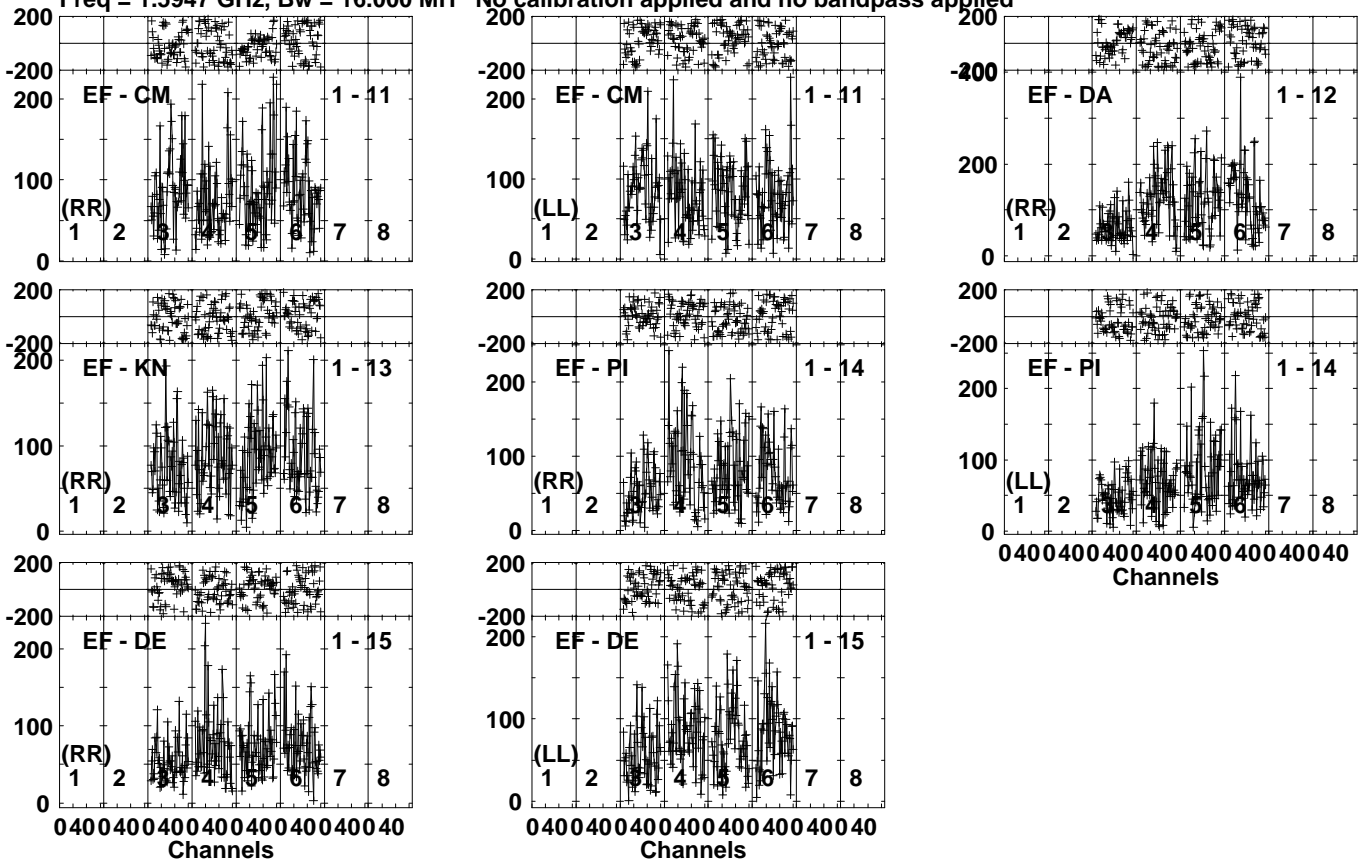 Freq = 1.5947 GHz, Bw = 16.000 MH No calibration applied and no bandpass applied
200 200 200
-200 -200 -200
400
EF - CM 1 - 11 EF - CM 1 - 11 EF - DA 1 - 12
200 200 200
100 100
(RR) (LL) (RR)
1 2 3 4 5 6 7 8 1 2 3 4 5 6 7 8 1 2 3 4 5 6 7 8
0 0 0
200 200 200
-200 -200 -200
EF - KN 1 - 13 EF - PI 1 - 14 EF - PI 1 - 14
200 200 200
100 100 100
(RR) (RR) (LL)
1 2 3 4 5 6 7 8 1 2 3 4 5 6 7 8 1 2 3 4 5 6 7 8
0 0 0
0 40 0 40 0 40 0 40 0 40 0 40 0 40 0 40
Channels
200 200
-200 -200
EF - DE 1 - 15 EF - DE 1 - 15
200 200
100 100
(RR) (LL)
1 2 3 4 5 6 7 8 1 2 3 4 5 6 7 8
0 0
0 40 0 40 0 40 0 40 0 40 0 40 0 40 0 40 0 40 0 40 0 40 0 40 0 40 0 40 0 40 0 40
Channels Channels